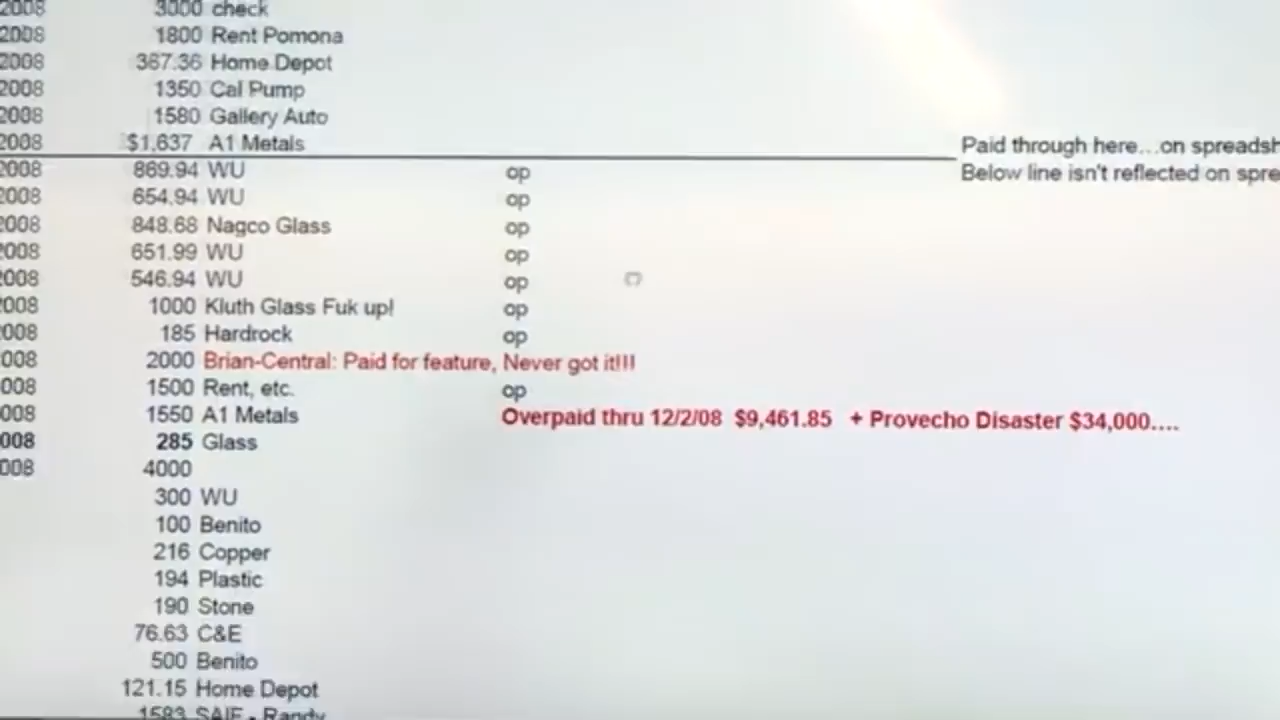 2008 3000 check
2008 1800 Rent Pomona
2008 367.36 Home Depot
2008 1350 Cal Pump
2008 1580 Gallery Auto
2008 $1,637 A1 Metals Paid through here...on spreadsh
2008 869.94 WU op Below line isn't reflected on spre
2008 654.94 WU op
2008 848.68 Nagco Glass op
2008 651.99 WU op
2008 546.94 WU op
008 1000 Kluth Glass Fuk up! op
008 185 Hardrock op
008 2000 Brian-Central: Paid for feature, Never got it!!!
008 1500 Rent, etc. op
008 1550 A1 Metals Overpaid thru 12/2/08 $9,461.85 + Provecho Disaster $34,000....
008 285 Glass
008 4000
300 WU
100 Benito
216 Copper
194 Plastic
190 Stone
76.63 C&E
500 Benito
121.15 Home Depot
1583 SAIF - Randy